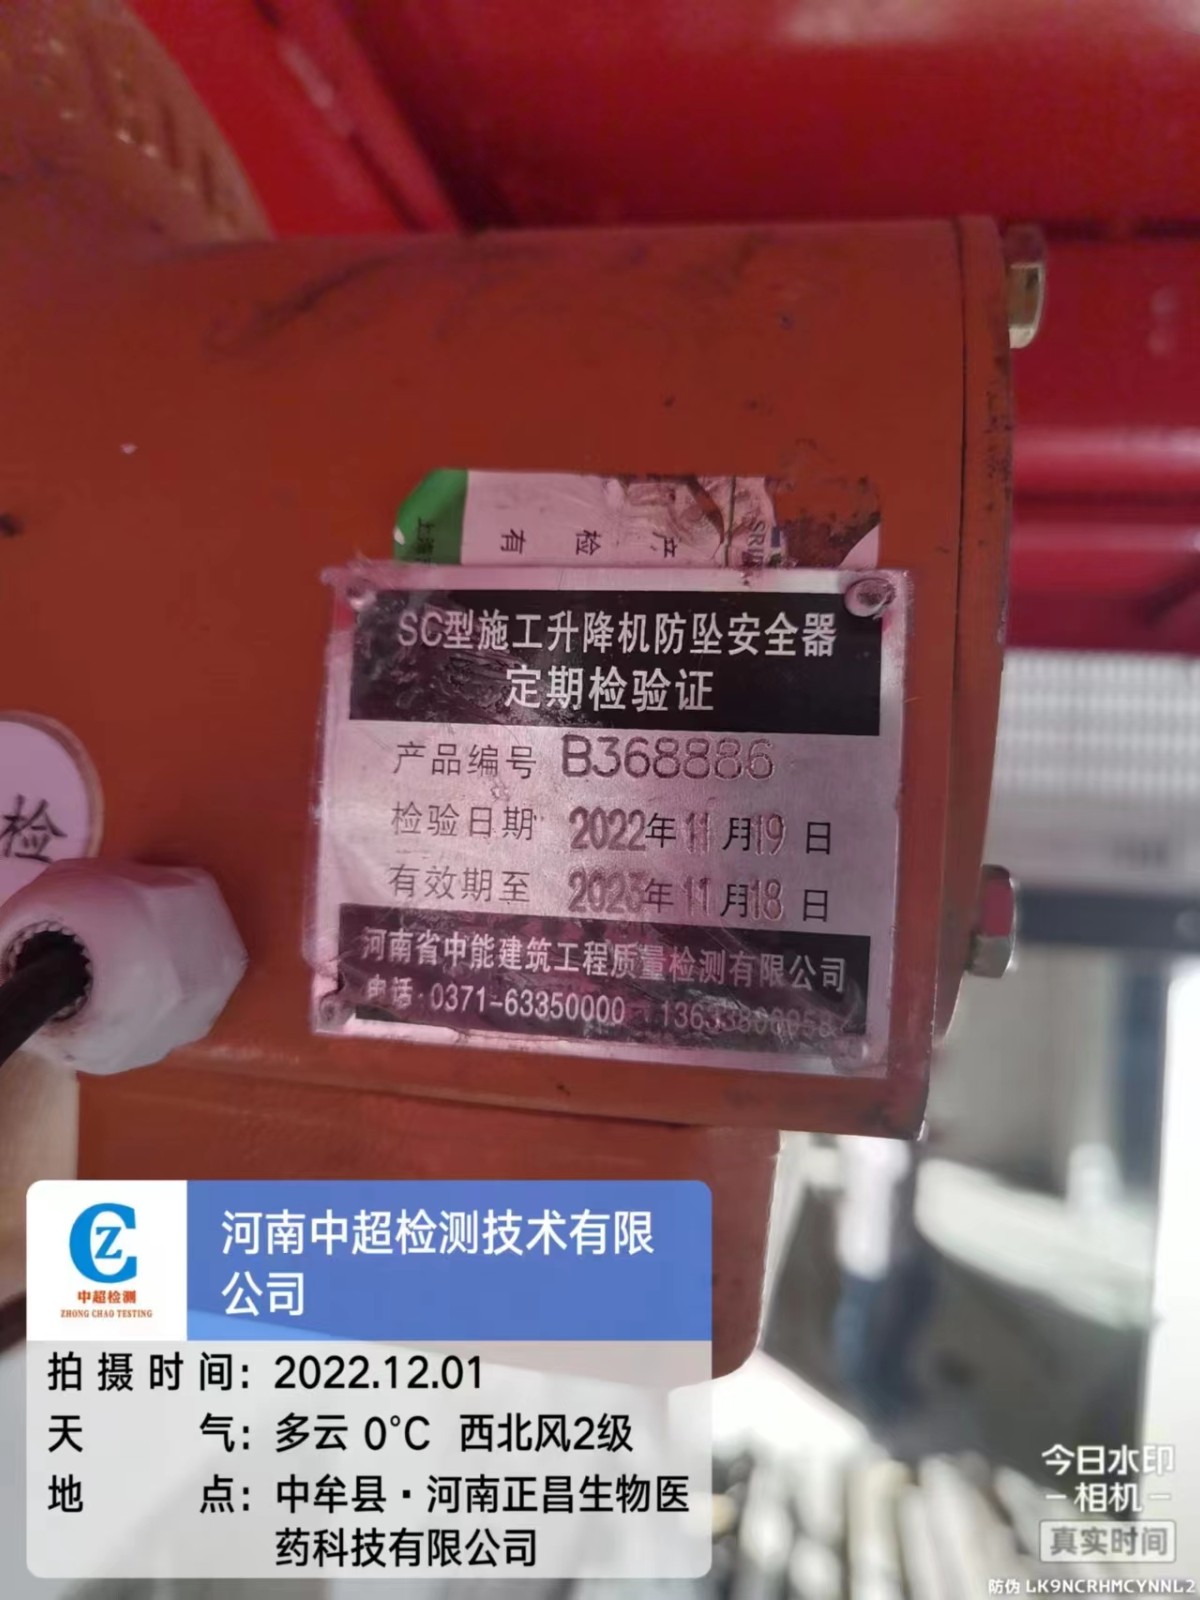 产检有
SC型施工升降机防坠安全器
定期检验证
产品编号 B368886
检验日期 2022年11月19日
有效期至 2023年11月18日
河南省中能建筑工程质量检测有限公司
电话:0371-63350000
检
CZ
中超检测
ZHONG CHAO TESTING
河南中超检测技术有限
公司
拍摄时间: 2022.12.01
天气: 多云 0℃ 西北风2级
地点: 中牟县·河南正昌生物医
药科技有限公司
今日水印
-相机-
真实时间
防伪 LK9NCRHMCYNNL2